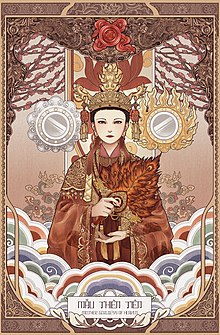 MẪU THIÊN TIÊN
MOTHER GODDESS OF HEAVEN